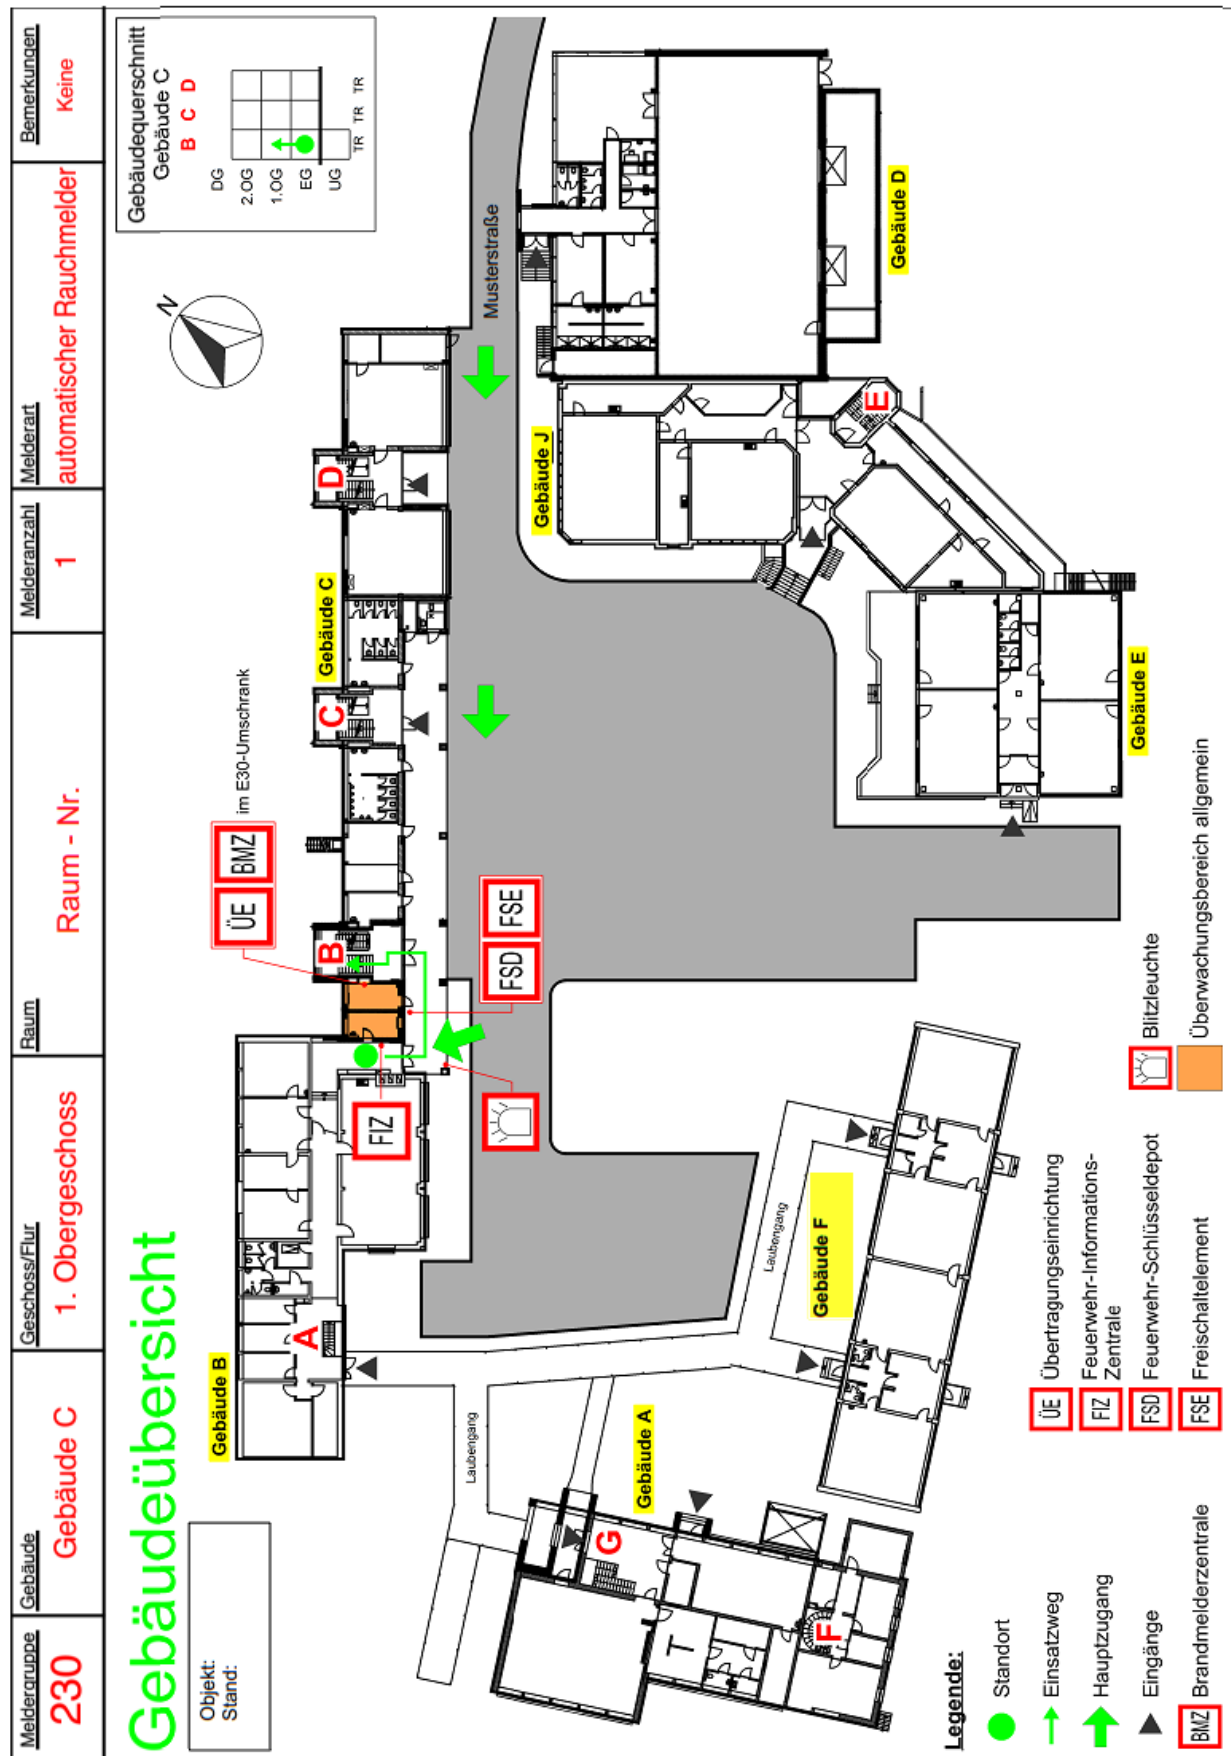 Meldergruppe
230
Gebäude
Gebäude C
Geschoss/Flur
1. Obergeschoss
Raum
Raum - Nr.
Melderanzahl
1
Melderart
automatischer Rauchmelder
Bemerkungen
Keine
Gebäudeübersicht
Objekt:
Stand:
Gebäudequerschnitt
Gebäude C
B C D
DG
2.OG
1.OG
EG
UG
TR TR TR
N
Gebäude B
A
ÜE
BMZ
im E30-Umschrank
B
Gebäude C
C
D
FIZ
FSD
FSE
Musterstraße
Gebäude J
Gebäude D
E
Gebäude E
Laubengang
Laubengang
Gebäude A
Gebäude F
G
F
Legende:
Standort
Einsatzweg
Hauptzugang
Eingänge
BMZ Brandmelderzentrale
ÜE Übertragungseinrichtung
FIZ Feuerwehr-Informations-
Zentrale
FSD Feuerwehr-Schlüsseldepot
FSE Freischaltelement
Blitzleuchte
Überwachungsbereich allgemein